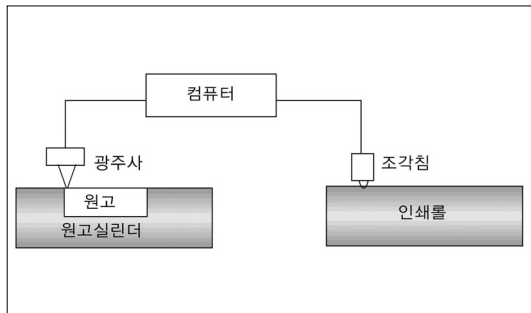 컴퓨터
광주사
조각침
원고
인쇄롤
원고실린더